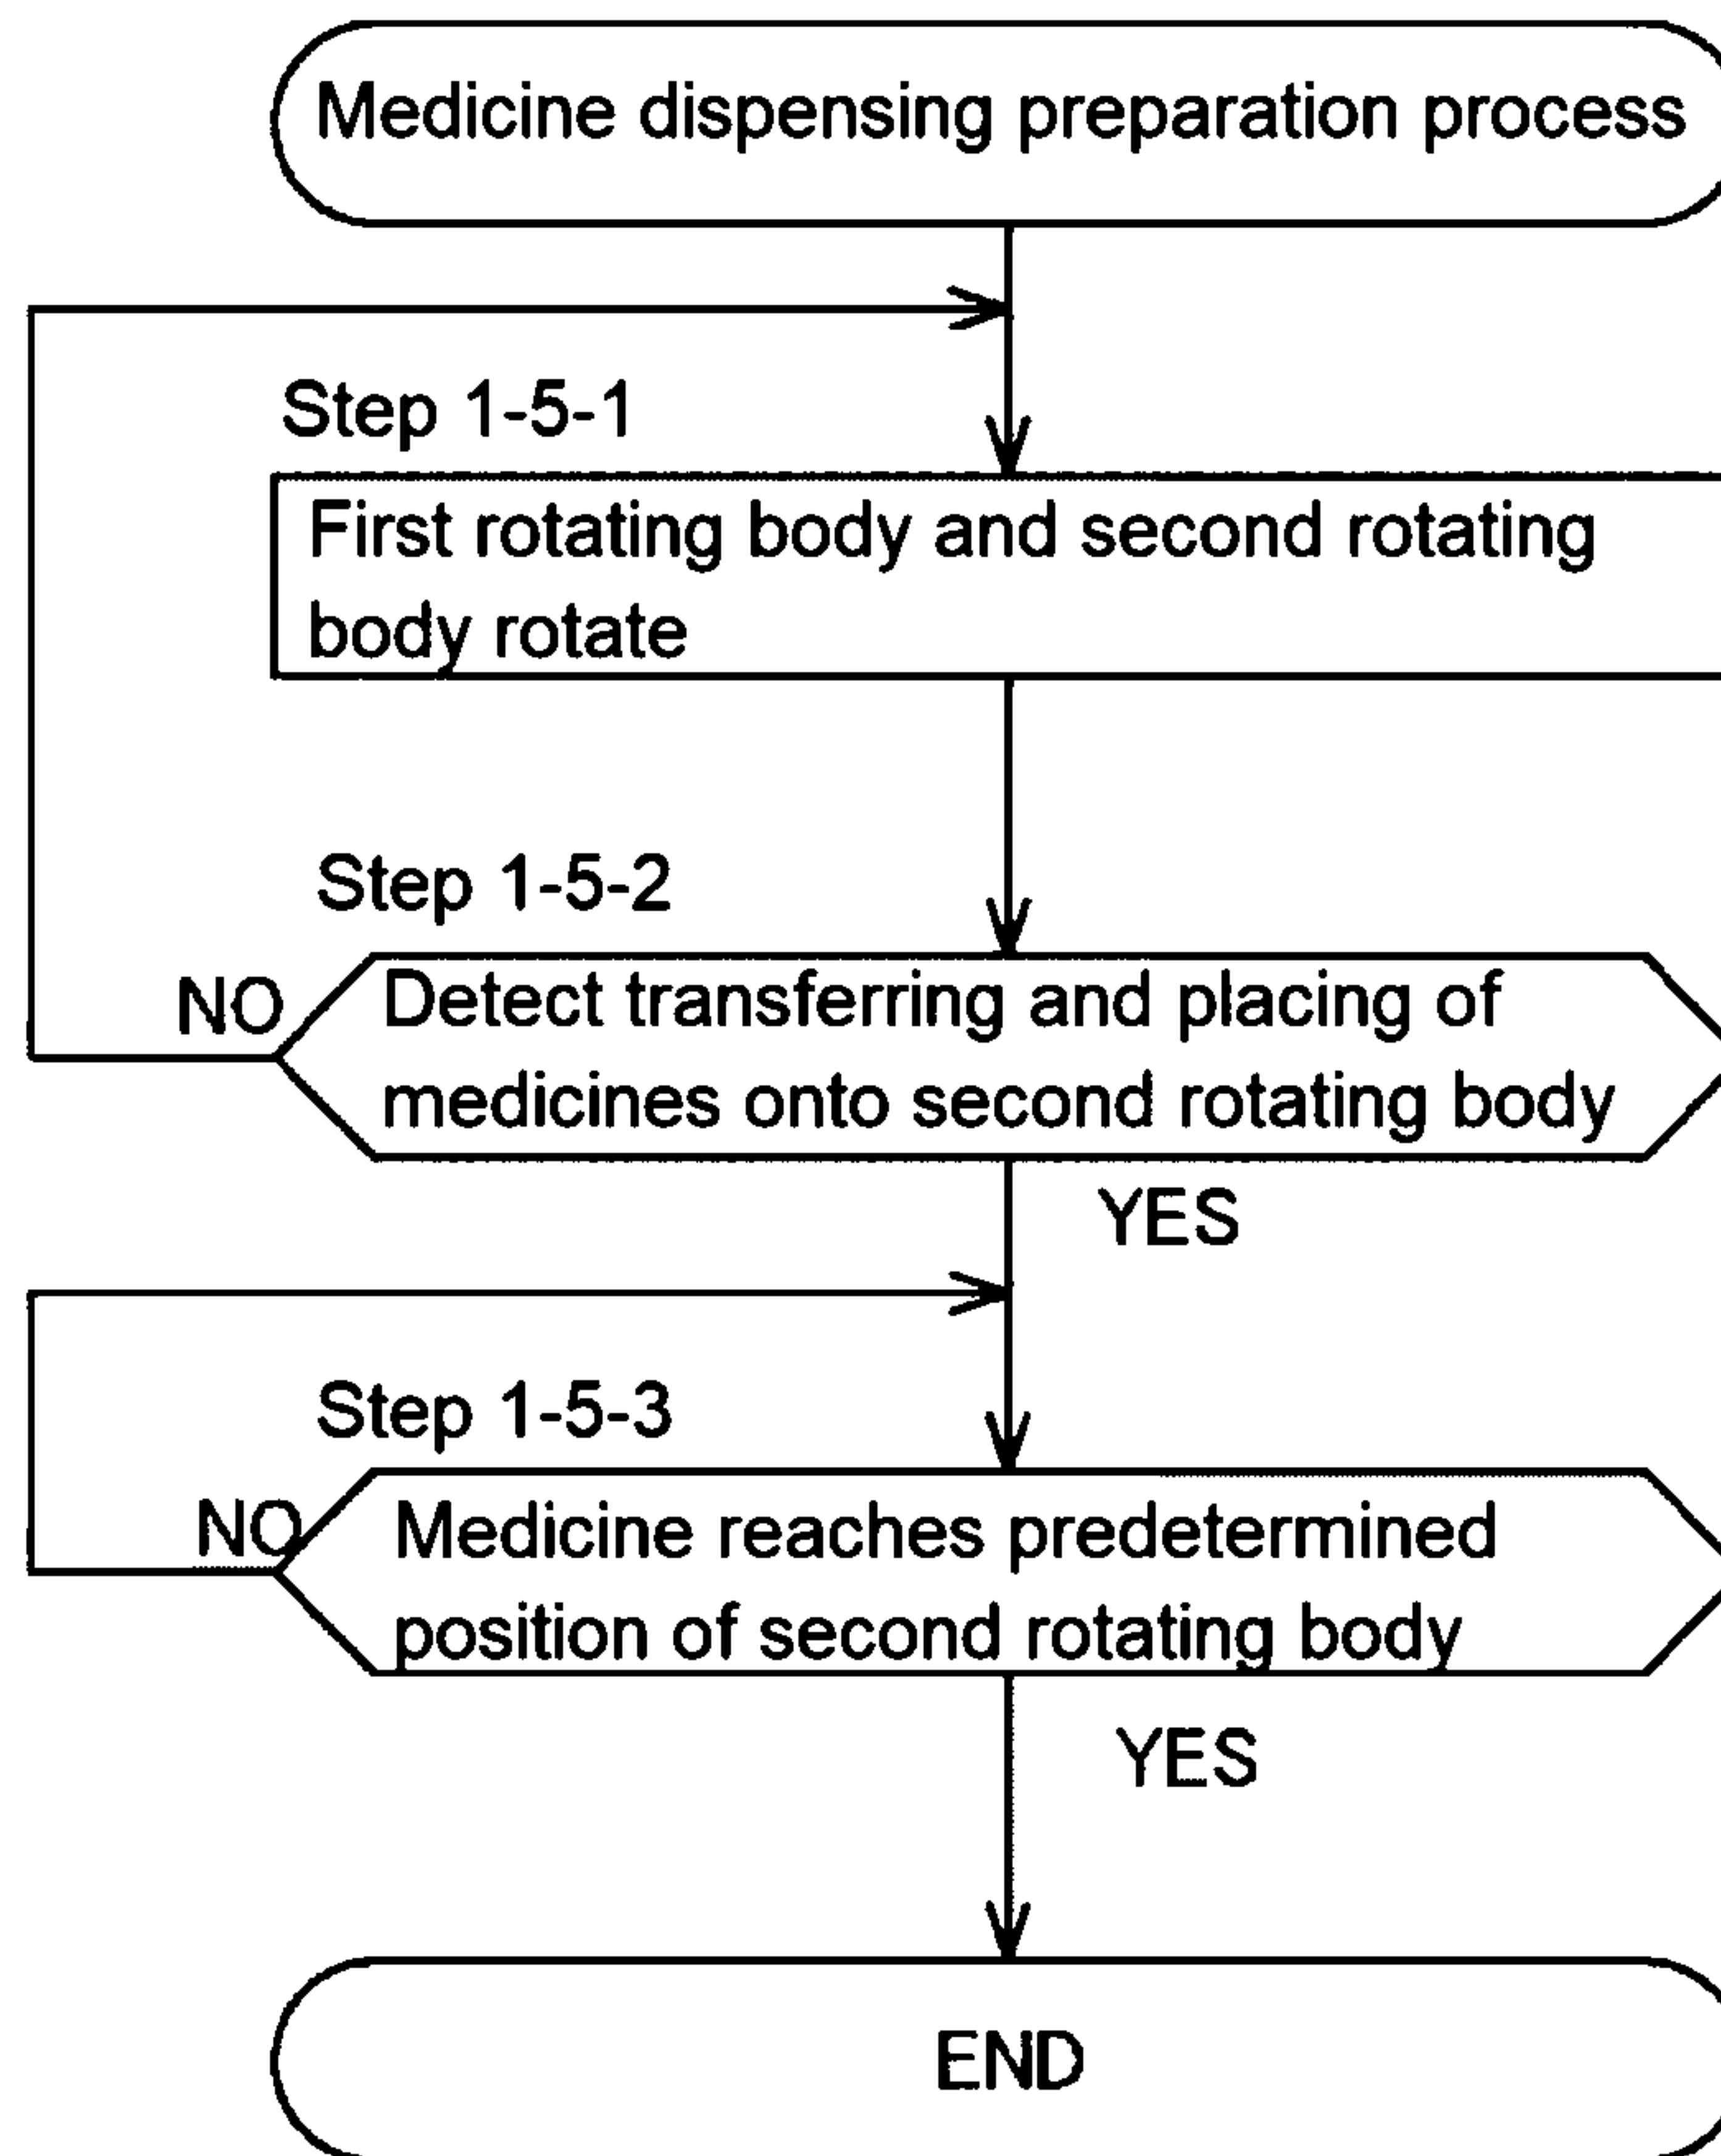 Medicine dispensing preparation process
Step 1-5-1
First rotating body and second rotating
body rotate
Step 1-5-2
NO
Detect transferring and placing of
medicines onto second rotating body
YES
Step 1-5-3
NO
Medicine reaches predetermined
position of second rotating body
YES
END